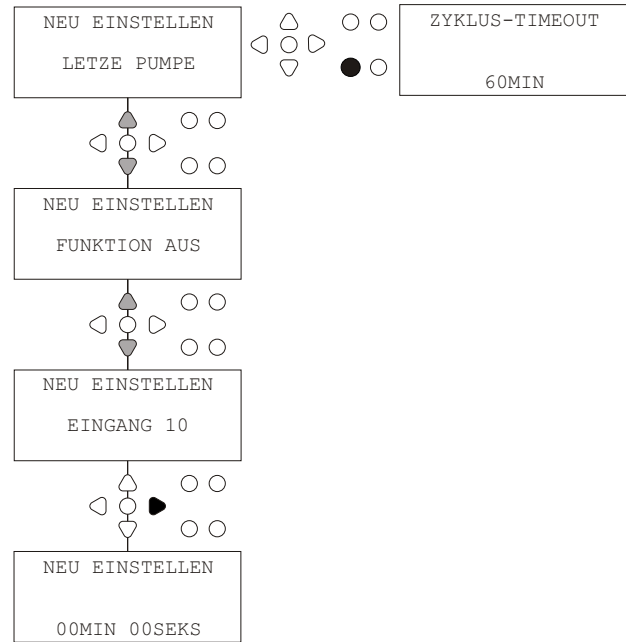 NEU EINSTELLEN
LETZE PUMPE
ZYKLUS-TIMEOUT
60MIN
NEU EINSTELLEN
FUNKTION AUS
NEU EINSTELLEN
EINGANG 10
NEU EINSTELLEN
00MIN 00SEKS